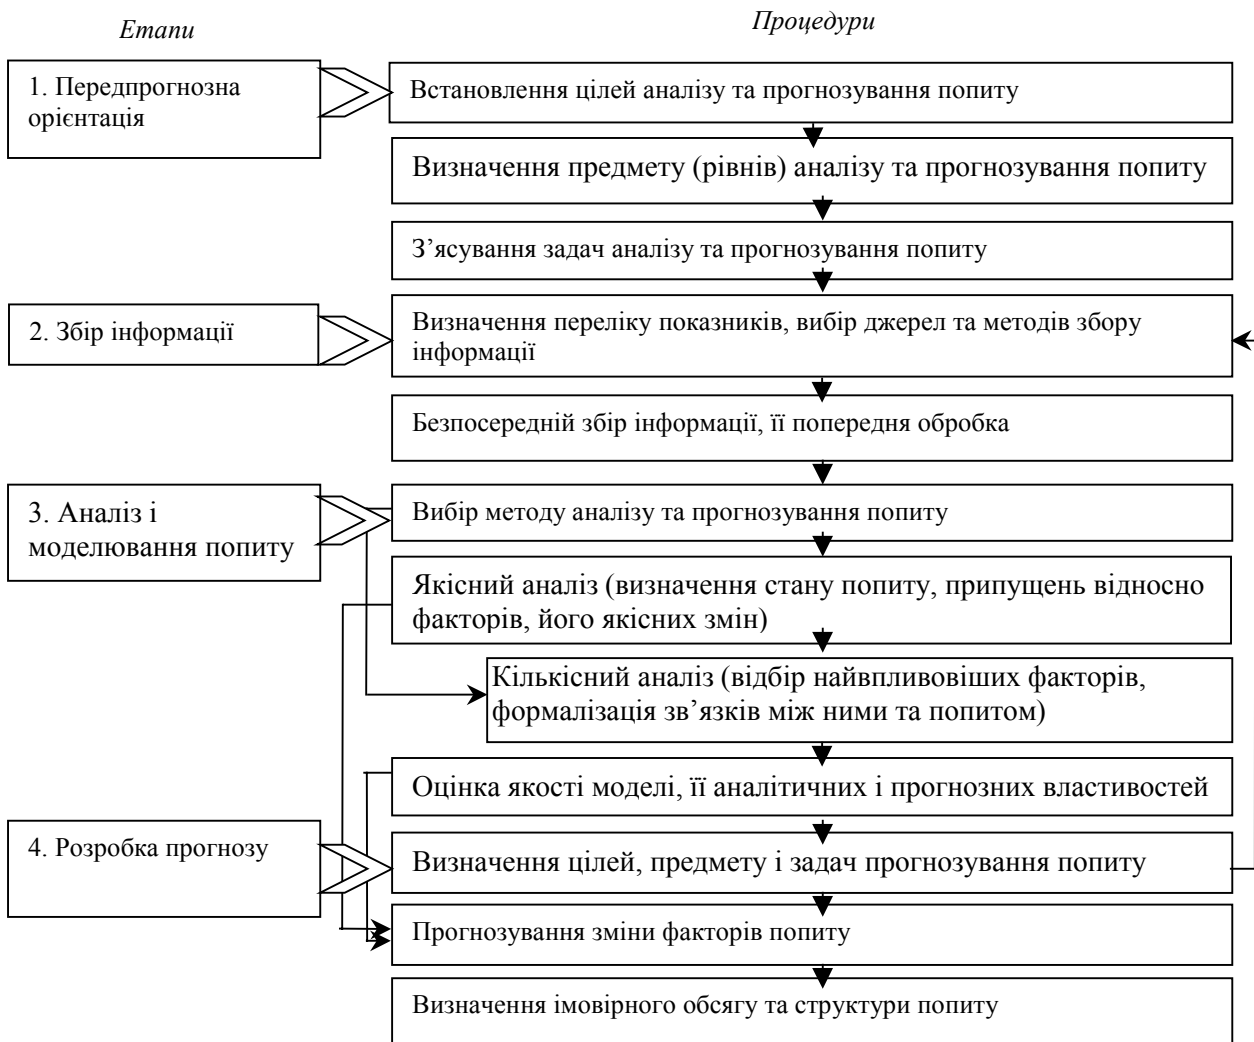 Етапи
Процедури
1. Передпрогнозна
орієнтація
Встановлення цілей аналізу та прогнозування попиту
Визначення предмету (рівнів) аналізу та прогнозування попиту
З’ясування задач аналізу та прогнозування попиту
2. Збір інформації
Визначення переліку показників, вибір джерел та методів збору
інформації
Безпосередній збір інформації, її попередня обробка
3. Аналіз і
моделювання попиту
Вибір методу аналізу та прогнозування попиту
Якісний аналіз (визначення стану попиту, припущень відносно
факторів, його якісних змін)
Кількісний аналіз (відбір найвпливовіших факторів,
формалізація зв’язків між ними та попитом)
Оцінка якості моделі, її аналітичних і прогнозних властивостей
4. Розробка прогнозу
Визначення цілей, предмету і задач прогнозування попиту
Прогнозування зміни факторів попиту
Визначення імовірного обсягу та структури попиту